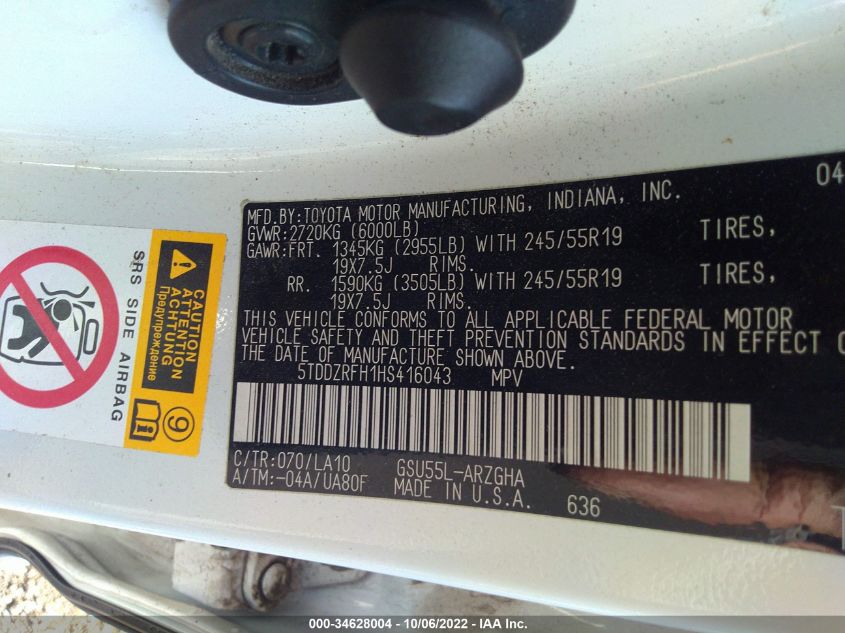 04
MFD.BY:TOYOTA MOTOR MANUFACTURING, INDIANA, INC.
GVWR:2720KG (6000LB)
GAWR:FRT. 1345KG (2955LB) WITH 245/55R19 TIRES,
19X7.5J RIMS.
RR. 1590KG (3505LB) WITH 245/55R19 TIRES,
19X7.5J RIMS.
THIS VEHICLE CONFORMS TO ALL APPLICABLE FEDERAL MOTOR
VEHICLE SAFETY AND THEFT PREVENTION STANDARDS IN EFFECT
THE DATE OF MANUFACTURE SHOWN ABOVE.
5TDDZRFH1HS416043 MPV
C/TR:070/LA10 GSU55L-ARZGHA
A/TM:-04A/UA80F MADE IN U.S.A. 636
SRS SIDE AIRBAG
CAUTION
ATTENTION
ACHTUNG
Предупреждение
9
000-34628004 - 10/06/2022 - IAA Inc.